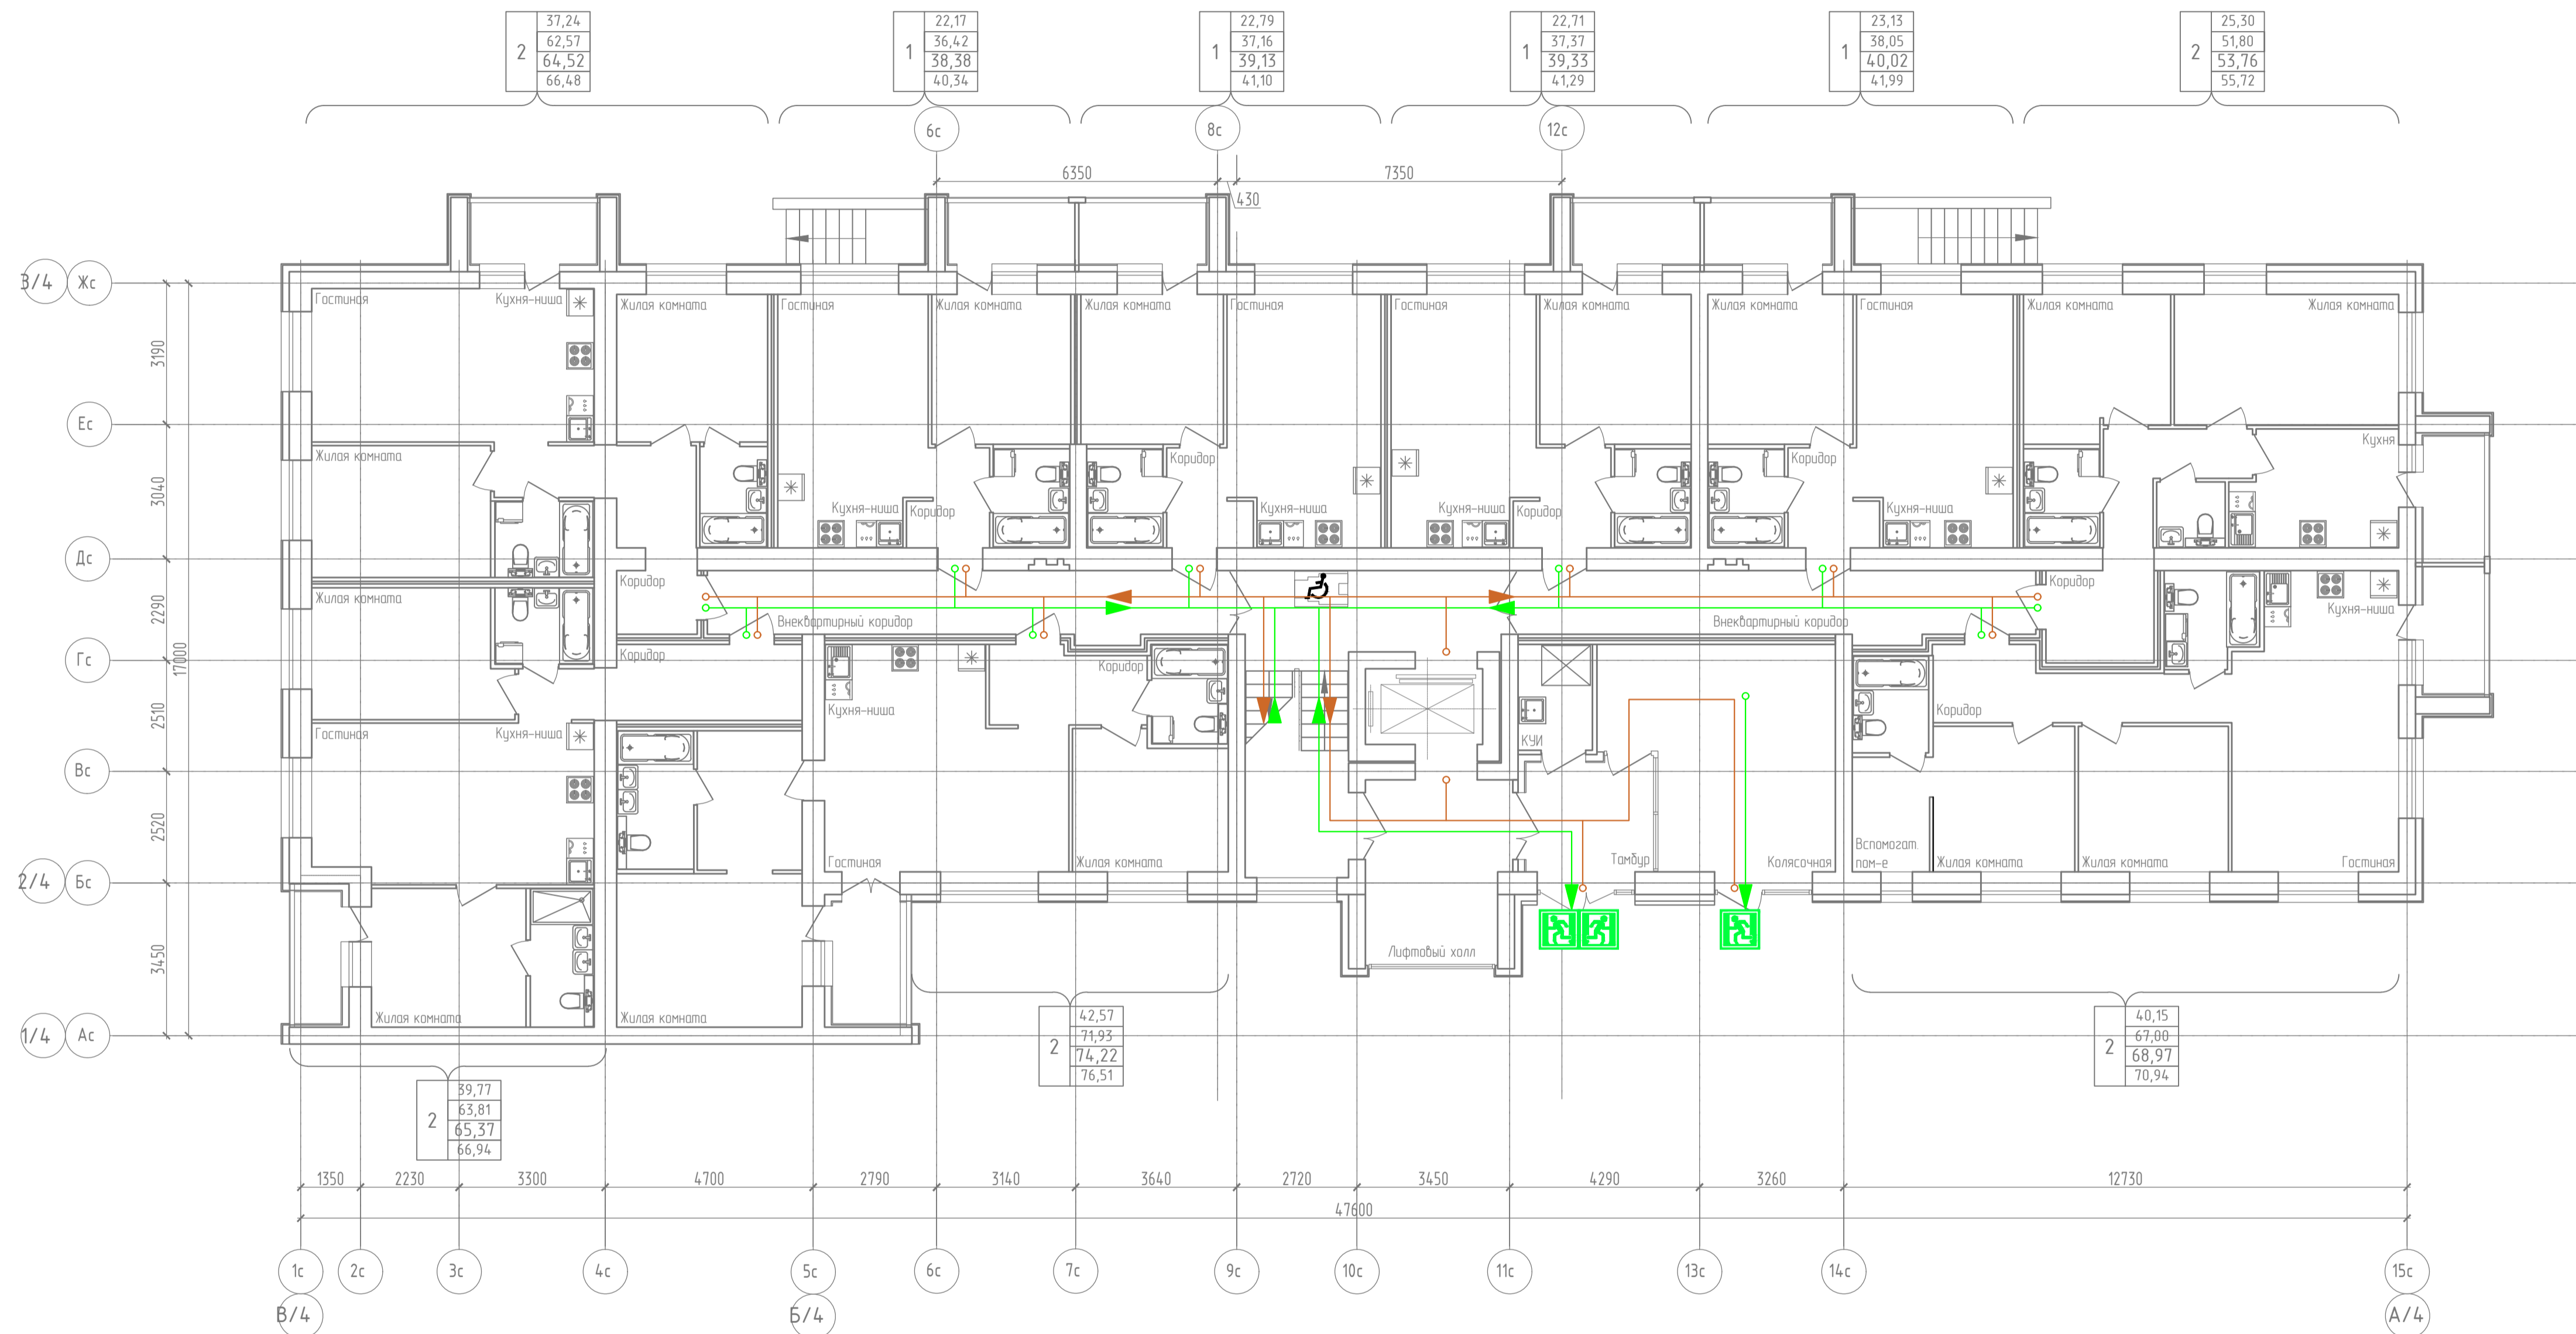 37,24
2
62,57
64,52
66,48
22,17
1
36,42
38,38
40,34
22,79
1
37,16
39,13
41,10
22,71
1
37,37
39,33
41,29
23,13
1
38,05
40,02
41,99
25,30
2
51,80
53,76
55,72
6с
8с
12с
6350
7350
430
3/4
Жс
Гостиная
Кухня-ниша
Жилая комната
Гостиная
Жилая комната
Жилая комната
Гостиная
Гостиная
Жилая комната
Жилая комната
Гостиная
Жилая комната
Жилая комната
3190
Ес
Жилая комната
Коридор
Коридор
Кухня
3040
Кухня-ниша
Коридор
Кухня-ниша
Кухня-ниша
Коридор
Кухня-ниша
Дс
Коридор
Коридор
Жилая комната
Кухня-ниша
2290
Внеквартирный коридор
Внеквартирный коридор
17000
Гс
Коридор
Коридор
2510
Кухня-ниша
Коридор
Гостиная
Кухня-ниша
КУИ
Вс
2520
Вспомогат.
пом-е
Гостиная
Жилая комната
Тамбур
Колясочная
Жилая комната
Жилая комната
Гостиная
2/4
Бс
3450
Лифтовый холл
Жилая комната
Жилая комната
1/4
Ас
42,57
2
71,93
74,22
76,51
40,15
2
67,00
68,97
70,94
39,77
2
63,81
65,37
66,94
1350
2230
3300
4700
2790
3140
3640
2720
3450
4290
3260
12730
47600
1с
2с
3с
4с
5с
6с
7с
9с
10с
11с
13с
14с
15с
В/4
Б/4
А/4